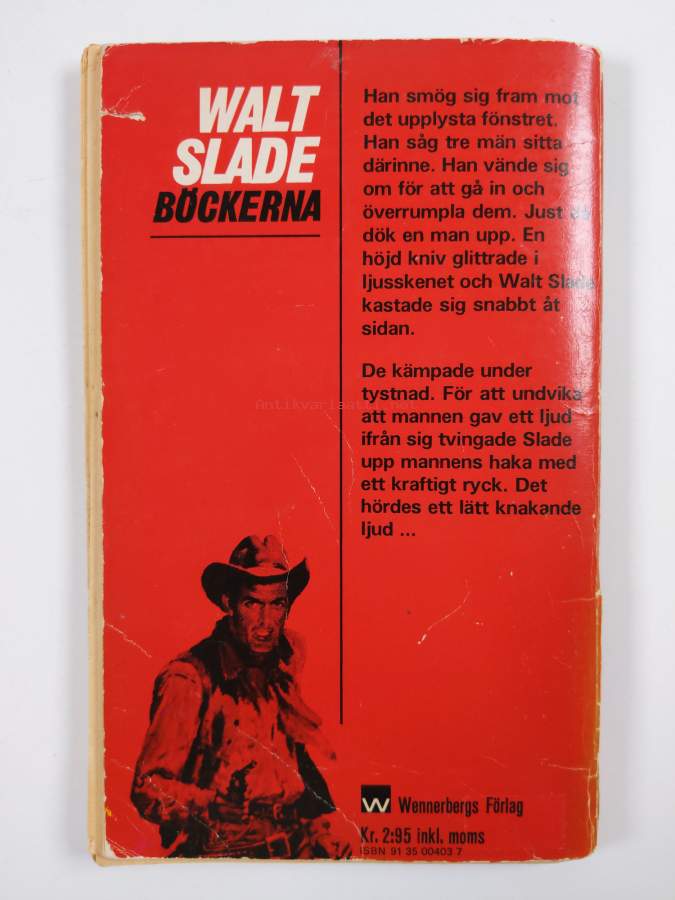 WALT
SLADE
BÖCKERNA
Han smög sig fram mot
det upplysta fönstret.
Han såg tre män sitta
därinne. Han vände sig
om för att gå in och
överrumpla dem. Just
dök en man upp. En
höjd kniv glittrade i
ljusskenet och Walt Slade
kastade sig snabbt åt
sidan.
De kämpade under
tystnad. För att undvika
att mannen gav ett ljud
ifrån sig tvingade Slade
upp mannens haka med
ett kraftigt ryck. Det
hördes ett lätt knakande
ljud ...
Antikvariaatti.net
W Wennerbergs Förlag
Kr. 2:95 inkl. moms
ISBN 91 35 00403 7